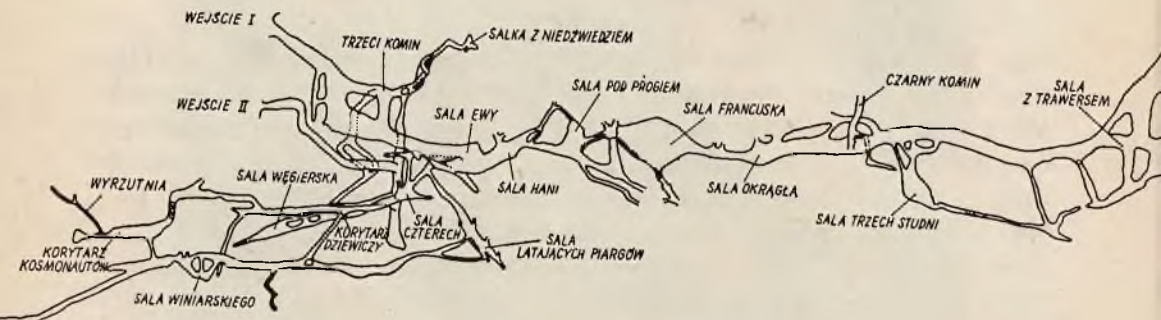 WEJŚCIE I
TRZECI KOMIN
SALKA Z NIEDŹWIEDZIEM
WEJŚCIE II
SALA EWY
SALA POD PROGIEM
SALA FRANCUSKA
CZARNY KOMIN
SALA
Z TRAWERSEM
WYRZUTNIA
SALA WĘGIERSKA
SALA HANI
SALA OKRĄGŁA
SALA TRZECH STUDNI
KORYTARZ
KOSMONAUTÓW
KORYTARZ
DZIEWICZY
SALA
CZTERECH
SALA
LATAJĄCYCH PIARGÓW
SALA WINIARSKIEGO